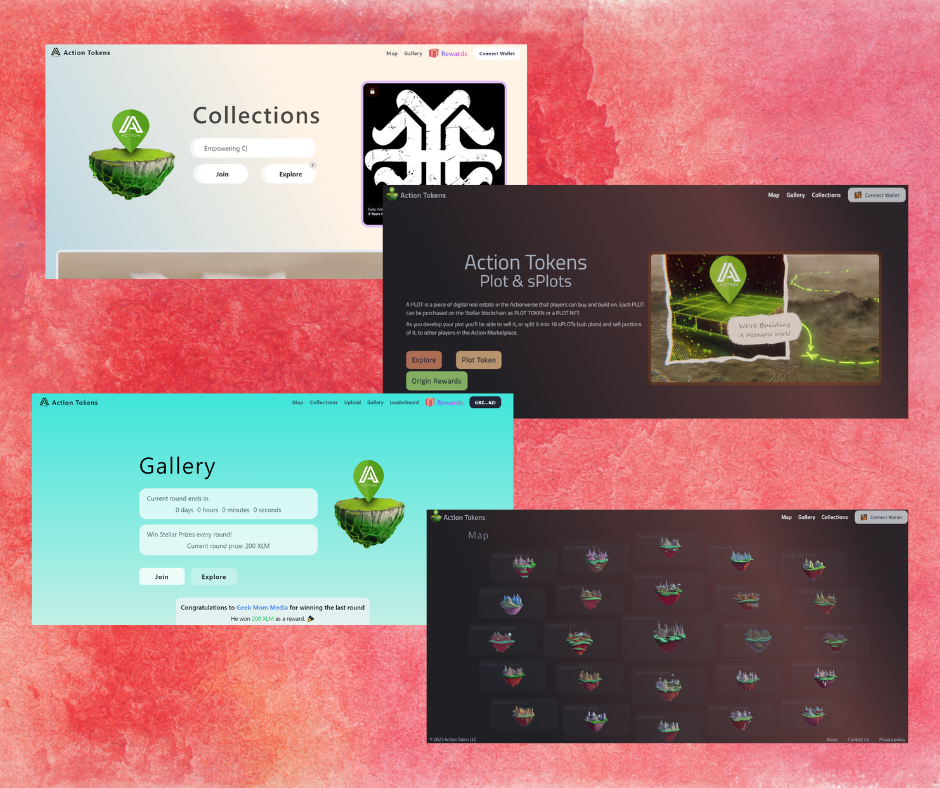 Action Tokens
Map Gallery Rewards Connect Wallet
Collections
Empowering C|
Join Explore
ACTION
Action Tokens
Map Gallery Collections Connect Wallet
Action Tokens
Plot & sPlots
A PLOT is a piece of digital real estate in the Actionverse that players can buy and build on. Each PLOT
can be purchased on the Stellar blockchain as PLOT TOKEN or a PLOT NFT.
As you develop your plot you'll be able to sell it, or split it into 16 sPLOTs (sub plots) and sell portions
of it, to other players in the Action Marketplace.
Explore Plot Token
Origin Rewards
ACTION
We're Building
A Metaverse World
Action Tokens
Map Collections Upload Gallery Leaderboard Rewards GBZ...6ZI
Gallery
Current round ends in
0 days 0 hours 0 minutes 0 seconds
Win Stellar Prizes every round!
Current round prize: 200 XLM
Join Explore
ACTION
Congratulations to Geek Mom Media for winning the last round
He won 200 XLM as a reward.
Action Tokens
Map Gallery Collections Connect Wallet
Map
© 2023 Action Token LLC
About Contact Us Privacy policy